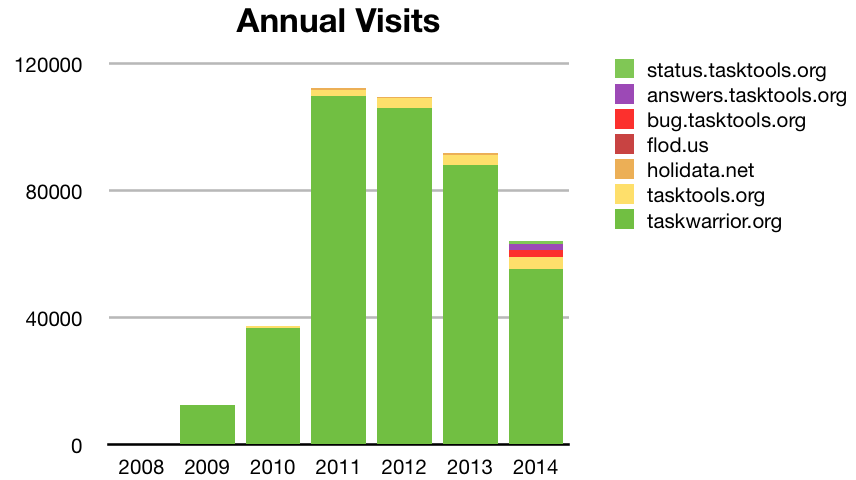 Annual Visits
120000
80000
40000
0
2008 2009 2010 2011 2012 2013 2014
status.tasktools.org
answers.tasktools.org
bug.tasktools.org
flod.us
holidata.net
tasktools.org
taskwarrior.org